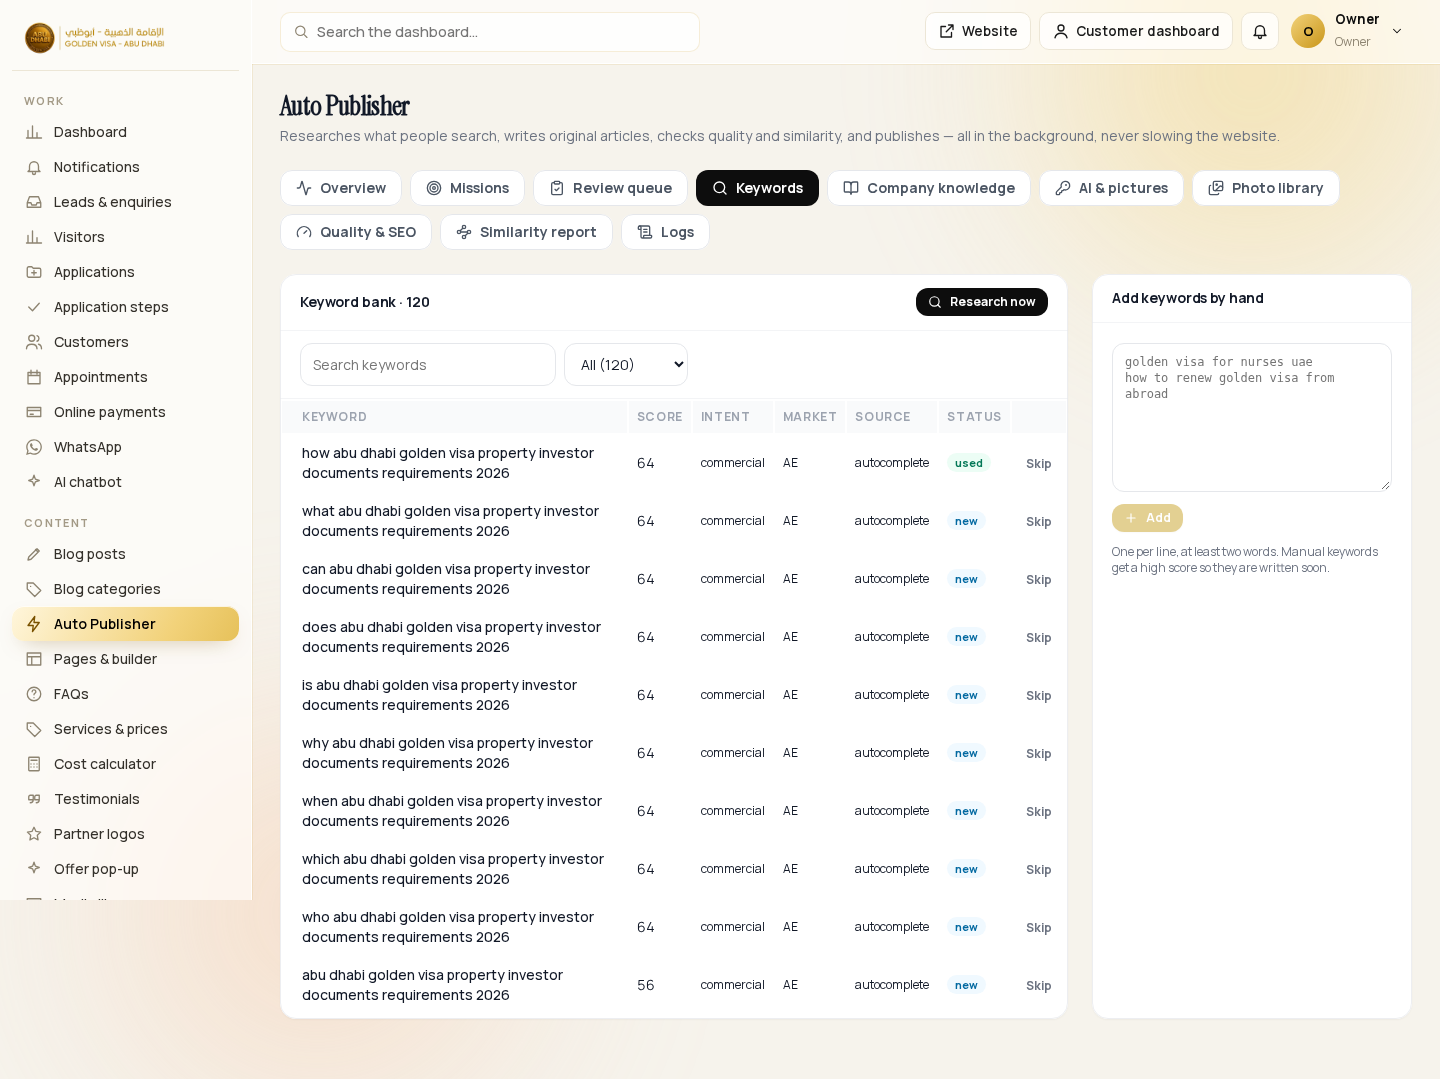 الإقامة الذهبية - أبوظبي
GOLDEN VISA - ABU DHABI
Search the dashboard...
Website
Customer dashboard
O
Owner
Owner
WORK
Dashboard
Notifications
Leads & enquiries
Visitors
Applications
Application steps
Customers
Appointments
Online payments
WhatsApp
AI chatbot
CONTENT
Blog posts
Blog categories
Auto Publisher
Pages & builder
FAQs
Services & prices
Cost calculator
Testimonials
Partner logos
Offer pop-up
Auto Publisher
Researches what people search, writes original articles, checks quality and similarity, and publishes — all in the background, never slowing the website.
Overview
Missions
Review queue
Keywords
Company knowledge
AI & pictures
Photo library
Quality & SEO
Similarity report
Logs
Keyword bank · 120
Research now
Search keywords
All (120)
KEYWORD SCORE INTENT MARKET SOURCE STATUS
how abu dhabi golden visa property investor
documents requirements 2026
64 commercial AE autocomplete used Skip
what abu dhabi golden visa property investor
documents requirements 2026
64 commercial AE autocomplete new Skip
can abu dhabi golden visa property investor
documents requirements 2026
64 commercial AE autocomplete new Skip
does abu dhabi golden visa property investor
documents requirements 2026
64 commercial AE autocomplete new Skip
is abu dhabi golden visa property investor
documents requirements 2026
64 commercial AE autocomplete new Skip
why abu dhabi golden visa property investor
documents requirements 2026
64 commercial AE autocomplete new Skip
when abu dhabi golden visa property investor
documents requirements 2026
64 commercial AE autocomplete new Skip
which abu dhabi golden visa property investor
documents requirements 2026
64 commercial AE autocomplete new Skip
who abu dhabi golden visa property investor
documents requirements 2026
64 commercial AE autocomplete new Skip
abu dhabi golden visa property investor
documents requirements 2026
56 commercial AE autocomplete new Skip
Add keywords by hand
golden visa for nurses uae
how to renew golden visa from
abroad
Add
One per line, at least two words. Manual keywords
get a high score so they are written soon.